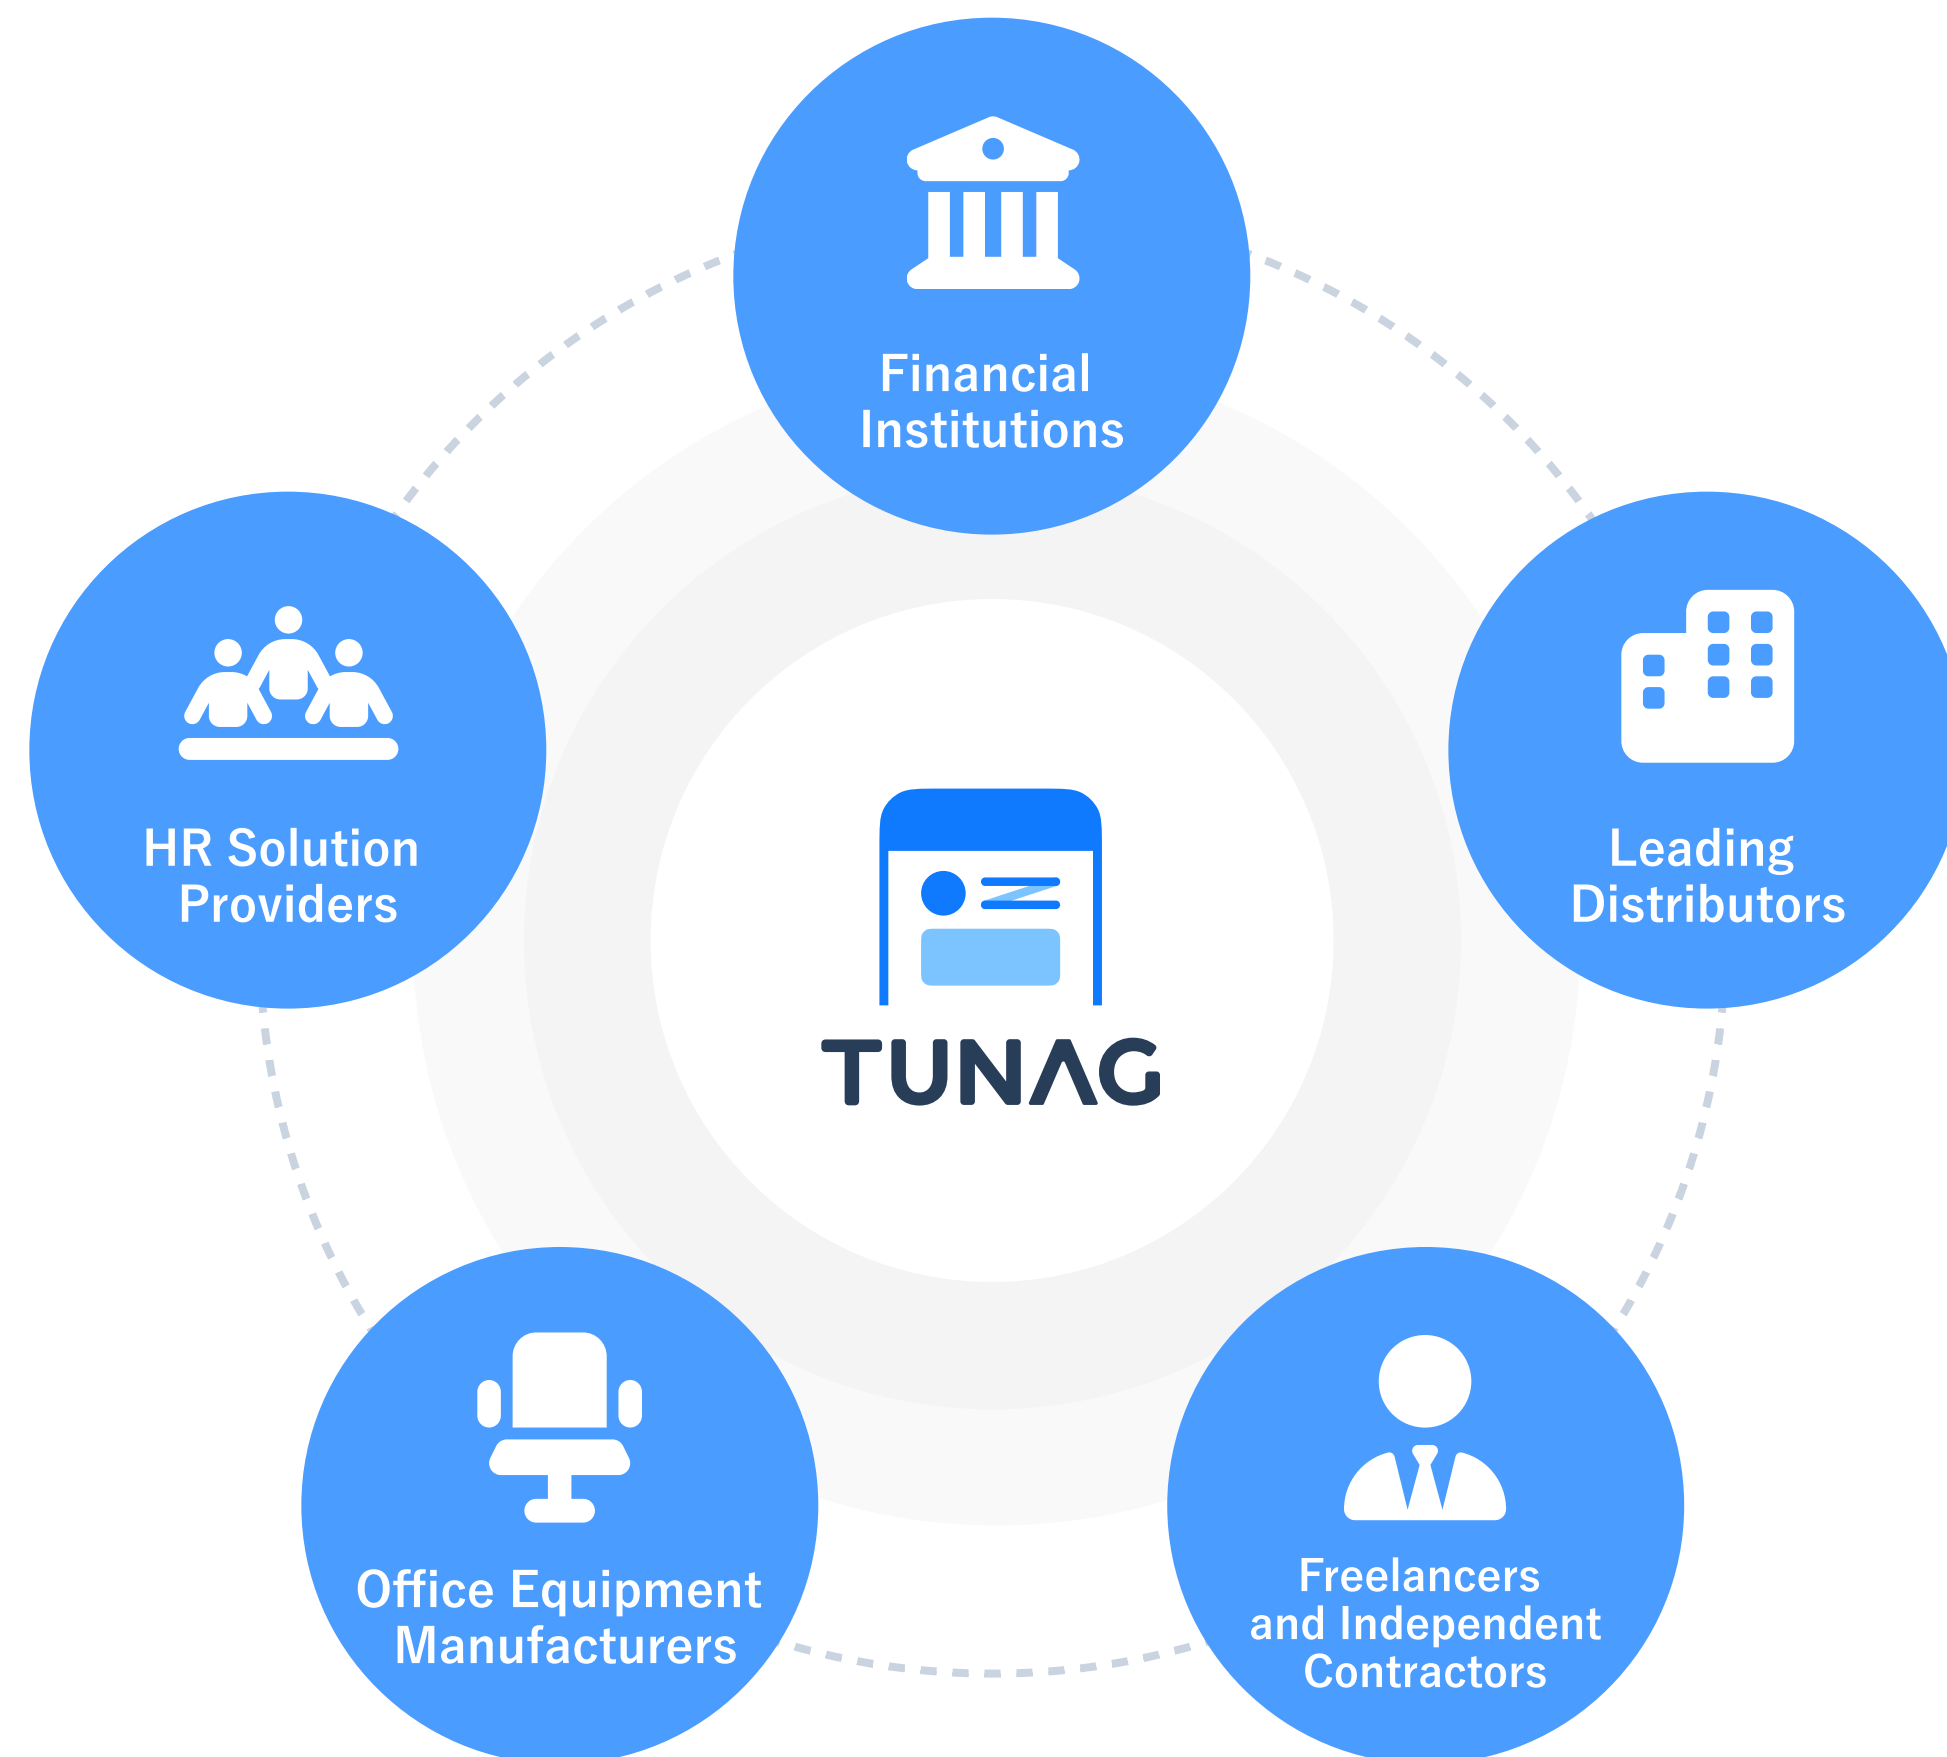 Financial
Institutions
HR Solution
Providers
Leading
Distributors
TUNAG
Office Equipment
Manufacturers
Freelancers
and Independent
Contractors